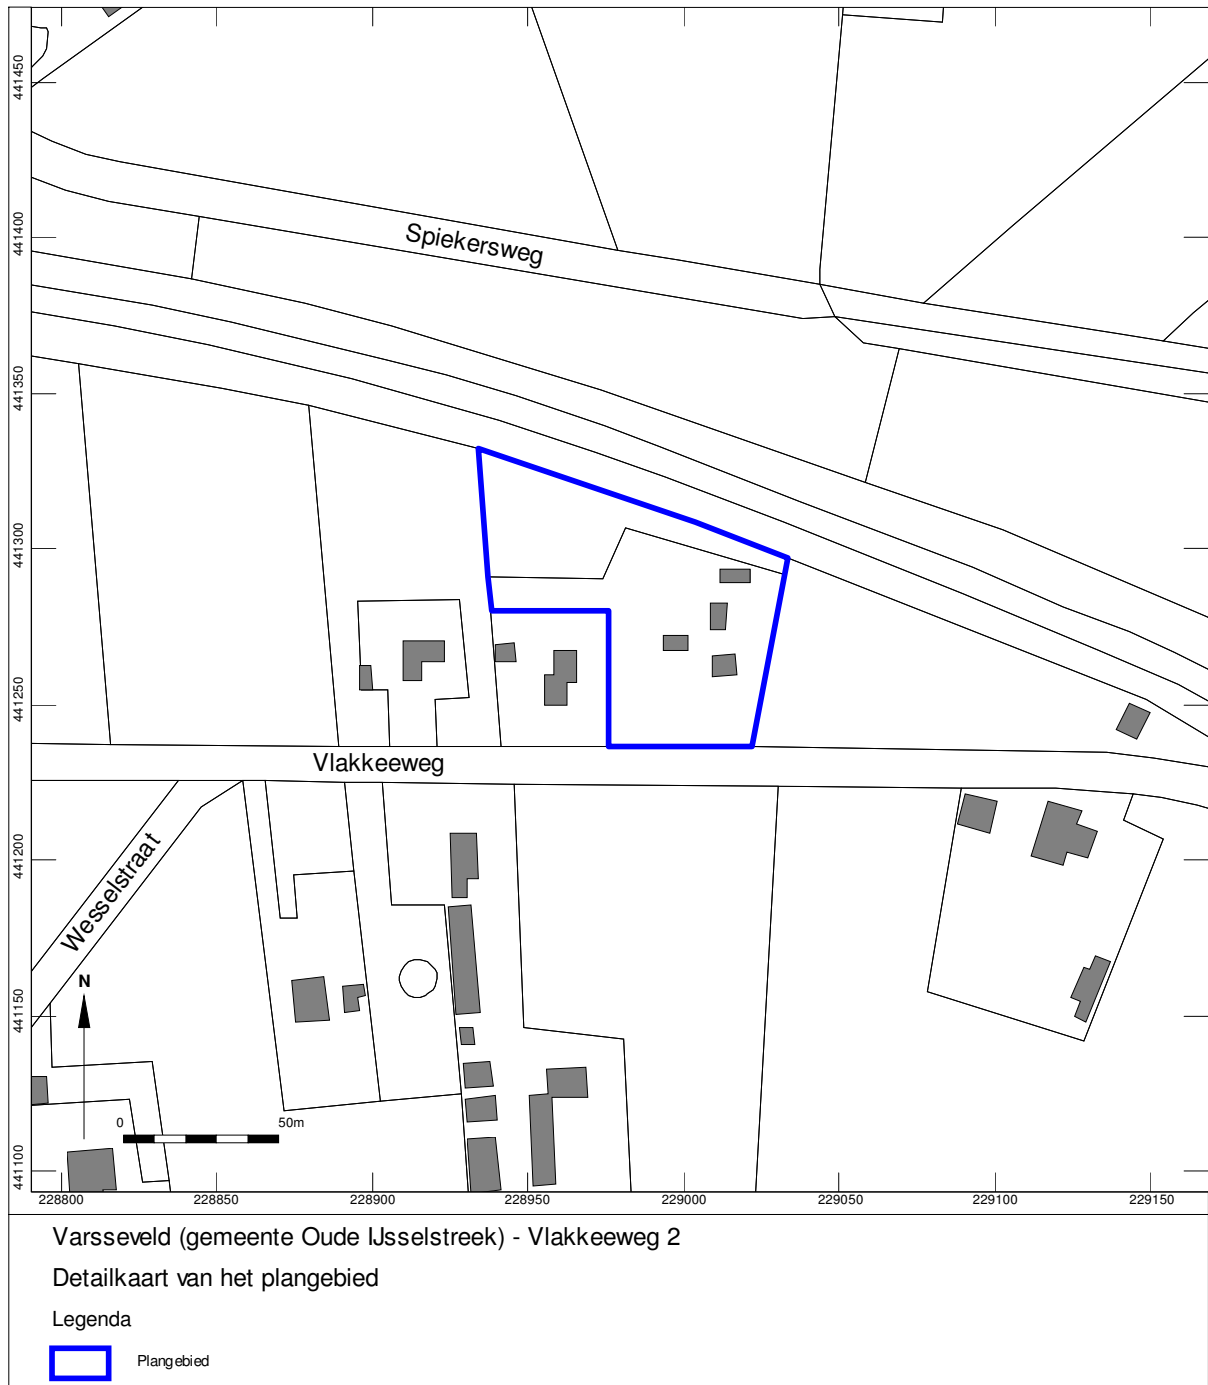 441450
441400
441350
441300
441250
441200
441150
441100
Spiekersweg
Vlakkeeweg
Wesselstraat
N
0 50m
228800 228850 228900 228950 229000 229050 229100 229150
Varsseveld (gemeente Oude IJsselstreek) - Vlakkeeweg 2
Detailkaart van het plangebied
Legenda
Plangebied